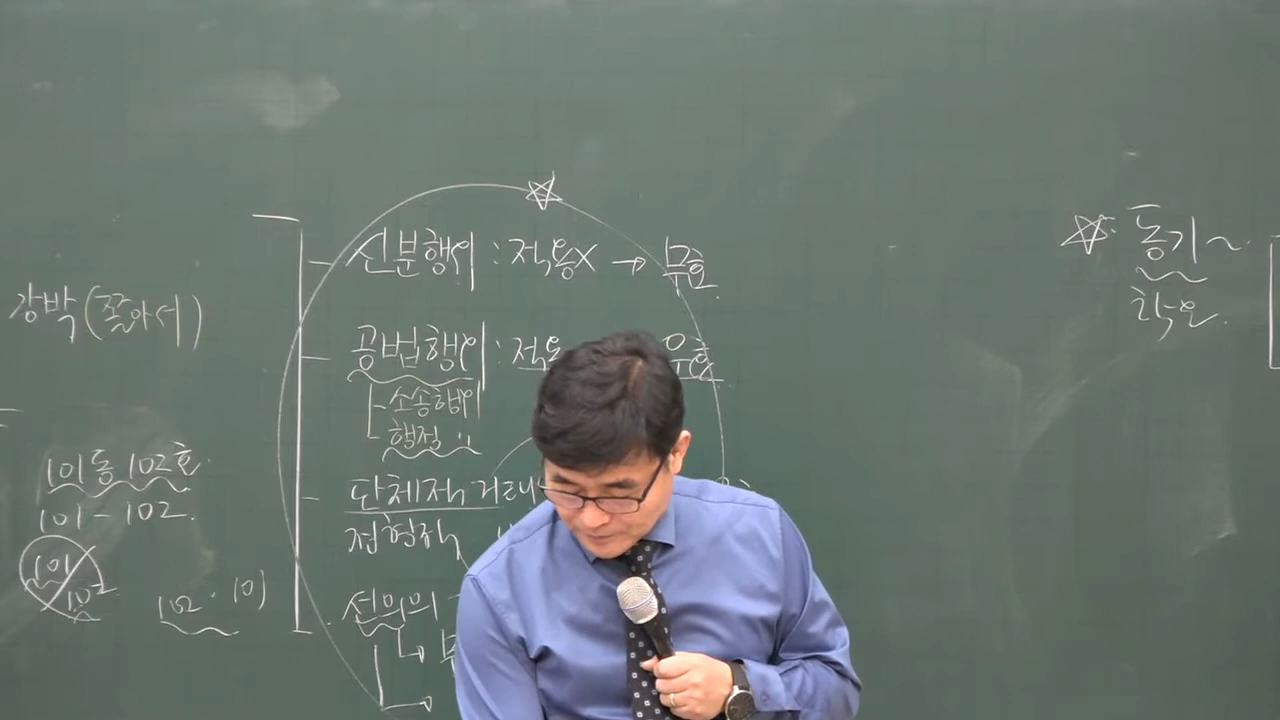 강박(쫄아서)
101동 102호
101-102.
101
102
102 · 101
신분행위 : 적용X → 무효
공법행위 : 적용 유효
소송행위
행정 〃
단체적 거래
정형적
선의의
동기~
착오.